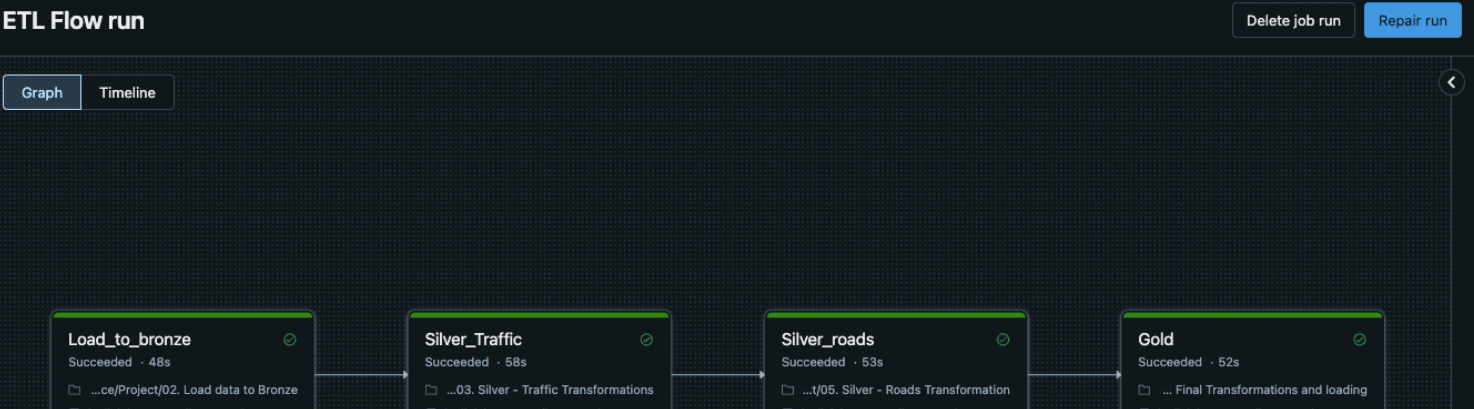 ETL Flow run
Delete job run
Repair run
Graph
Timeline
Load_to_bronze
Succeeded · 48s
...ce/Project/02. Load data to Bronze
Silver_Traffic
Succeeded · 58s
...03. Silver - Traffic Transformations
Silver_roads
Succeeded · 53s
...t/05. Silver - Roads Transformation
Gold
Succeeded · 52s
... Final Transformations and loading